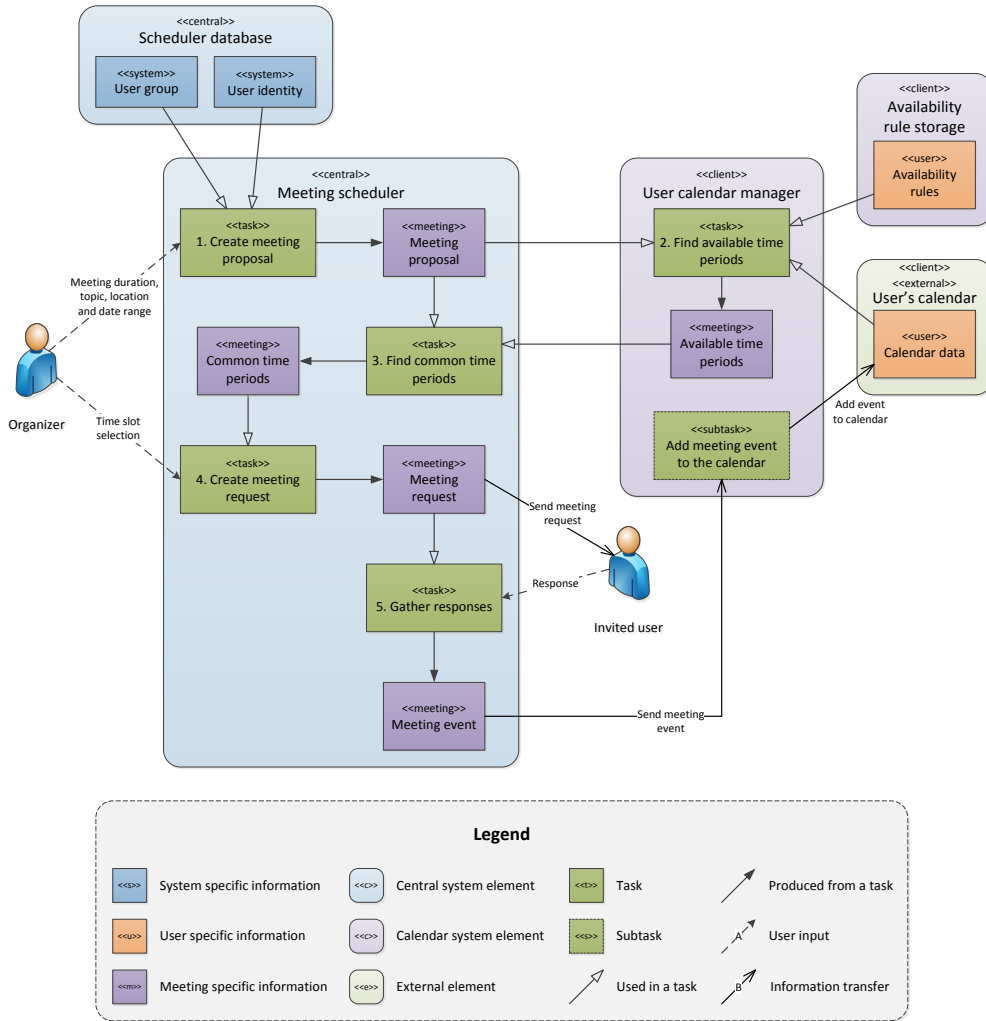 <<central>>
Scheduler database
<<system>>
User group
<<system>>
User identity
<<client>>
Availability
rule storage
<<user>>
Availability
rules
<<central>>
Meeting scheduler
<<client>>
User calendar manager
<<task>>
1. Create meeting
proposal
<<meeting>>
Meeting
proposal
<<task>>
2. Find available time
periods
<<client>>
<<external>>
User's calendar
<<user>>
Calendar data
Meeting duration,
topic, location
and date range
<<meeting>>
Common time
periods
<<task>>
3. Find common time
periods
<<meeting>>
Available time
periods
Organizer
Time slot
selection
Add event
to calendar
<<subtask>>
Add meeting event
to the calendar
<<task>>
4. Create meeting
request
<<meeting>>
Meeting
request
Send meeting
request
<<task>>
5. Gather responses
Response
Invited user
<<meeting>>
Meeting event
Send meeting
event
Legend
<<s>>
System specific information
<<c>>
Central system element
<<t>>
Task
Produced from a task
<<u>>
User specific information
<<c>>
Calendar system element
<<s>>
Subtask
A
User input
<<m>>
Meeting specific information
<<e>>
External element
Used in a task
B
Information transfer